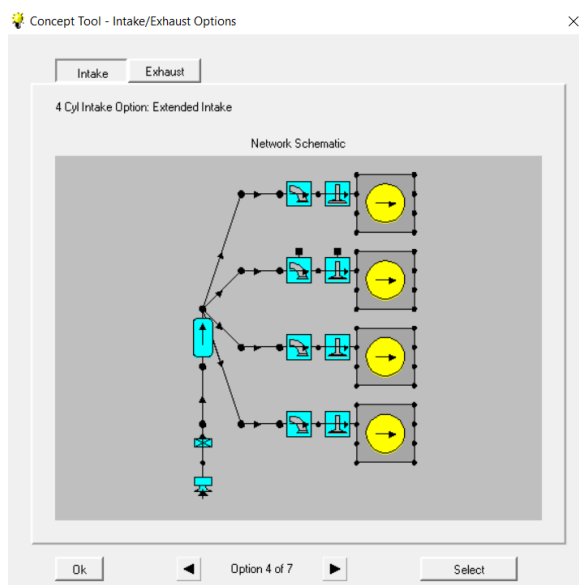 Concept Tool - Intake/Exhaust Options
Intake
Exhaust
4 Cyl Intake Option: Extended Intake
Network Schematic
Ok
Option 4 of 7
Select